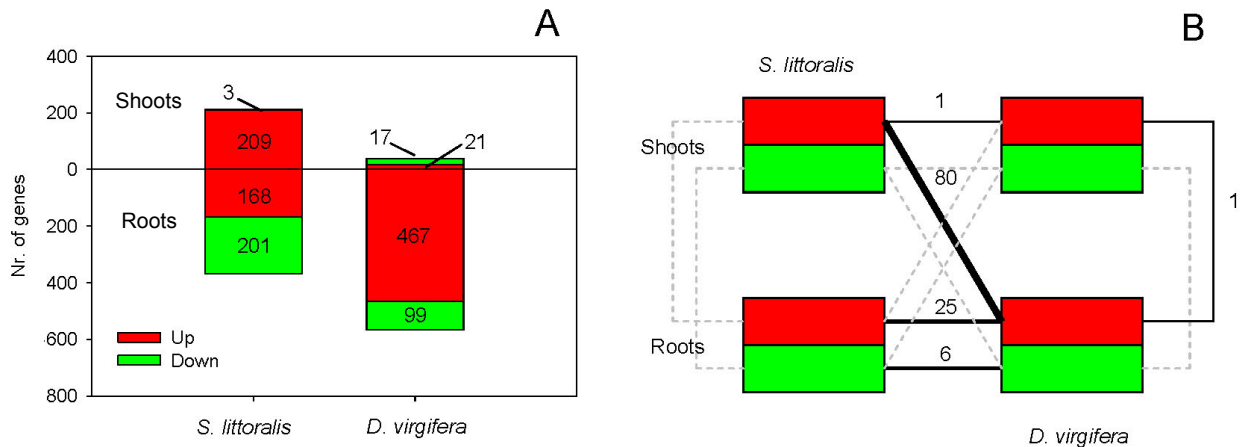 A
400
200
0
200
400
600
800
Nr. of genes
Shoots
Roots
3
209
168
201
17
21
467
99
Up
Down
S. littoralis
D. virgifera
B
S. littoralis
Shoots
Roots
1
80
25
6
1
D. virgifera